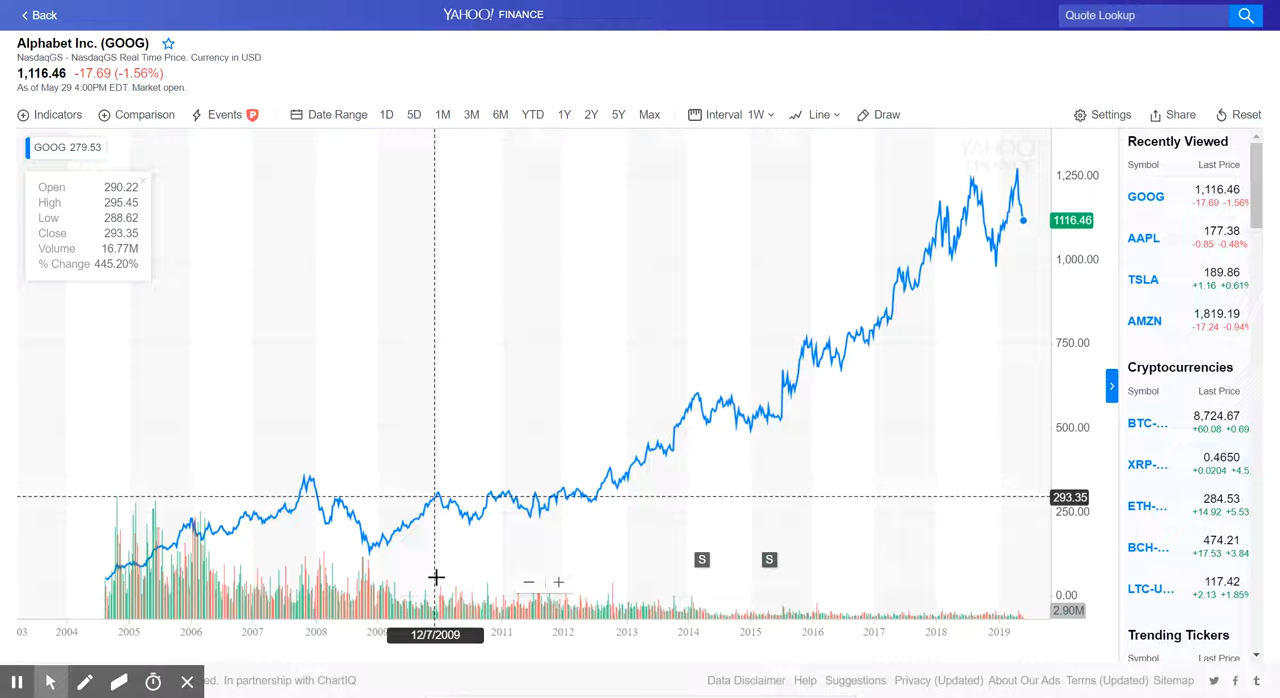 Back
YAHOO! FINANCE
Quote Lookup
Alphabet Inc. (GOOG)
NasdaqGS - NasdaqGS Real Time Price. Currency in USD
1,116.46 -17.69 (-1.56%)
As of May 29 4:00PM EDT. Market open.
Indicators Comparison Events P Date Range 1D 5D 1M 3M 6M YTD 1Y 2Y 5Y Max Interval 1W Line Draw Settings Share Reset
GOOG 279.53
Open 290.22
High 295.45
Low 288.62
Close 293.35
Volume 16.77M
% Change 445.20%
1,250.00
1116.46
1,000.00
750.00
500.00
293.35
250.00
0.00
2.90M
S S
03 2004 2005 2006 2007 2008 2009 12/7/2009 2011 2012 2013 2014 2015 2016 2017 2018 2019
Recently Viewed
Symbol Last Price
GOOG 1,116.46
-17.69 -1.56%
AAPL 177.38
-0.85 -0.48%
TSLA 189.86
+1.16 +0.61%
AMZN 1,819.19
-17.24 -0.94%
Cryptocurrencies
Symbol Last Price
BTC-... 8,724.67
+60.08 +0.69
XRP-... 0.4650
+0.0204 +4.5
ETH-... 284.53
+14.92 +5.53
BCH-... 474.21
+17.53 +3.84
LTC-U... 117.42
+2.13 +1.85%
Trending Tickers
Symbol Last Price
ed. In partnership with ChartIQ
Data Disclaimer Help Suggestions Privacy (Updated) About Our Ads Terms (Updated) Sitemap